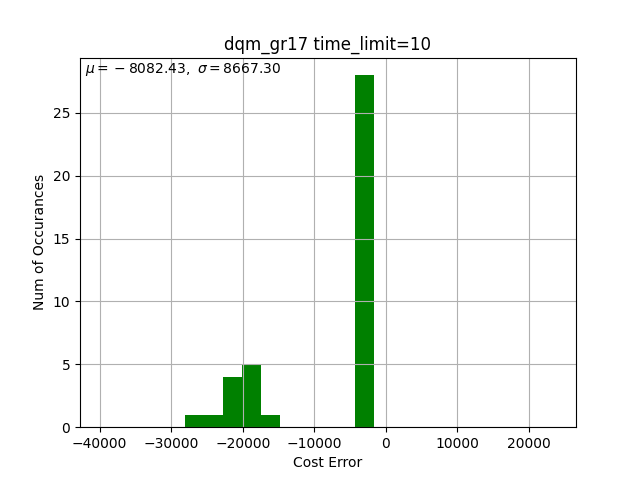 dqm_gr17 time_limit=10
μ = −8082.43, σ = 8667.30
25
20
15
10
5
0
Num of Occurances
−40000 −30000 −20000 −10000 0 10000 20000
Cost Error